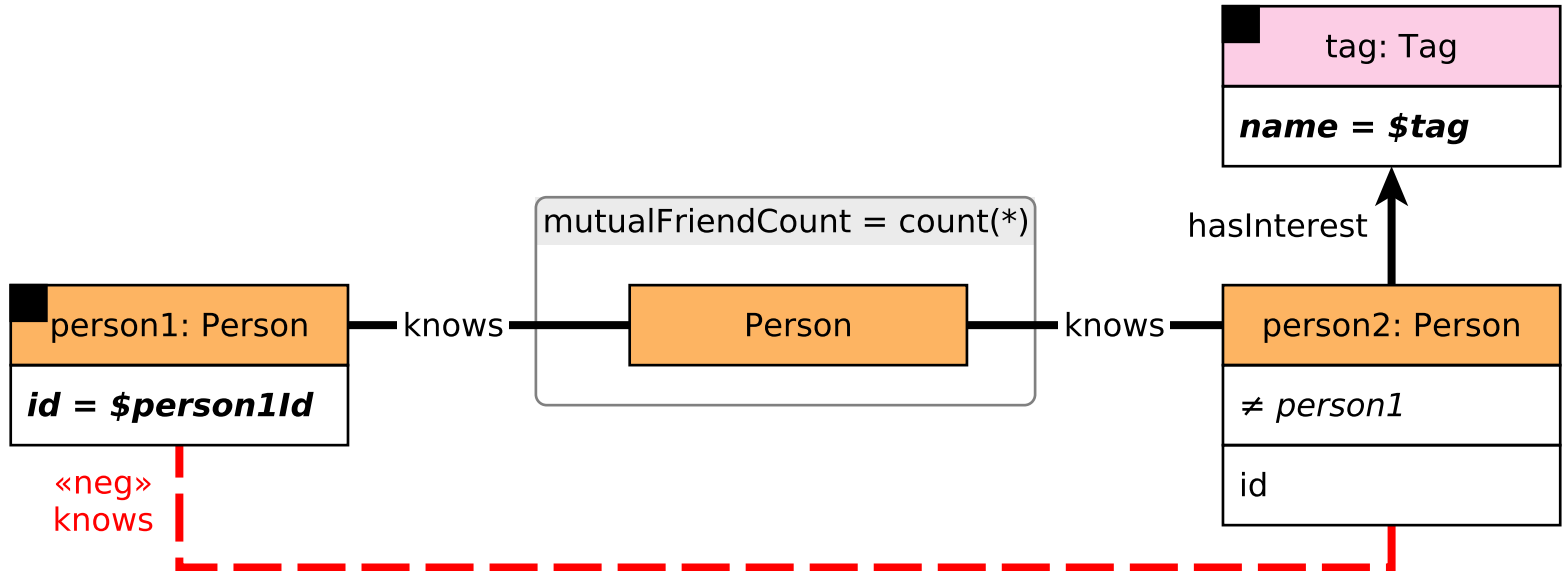 tag: Tag
name = $tag
hasInterest
mutualFriendCount = count(*)
person1: Person
knows
Person
knows
person2: Person
id = $person1Id
≠ person1
id
«neg»
knows